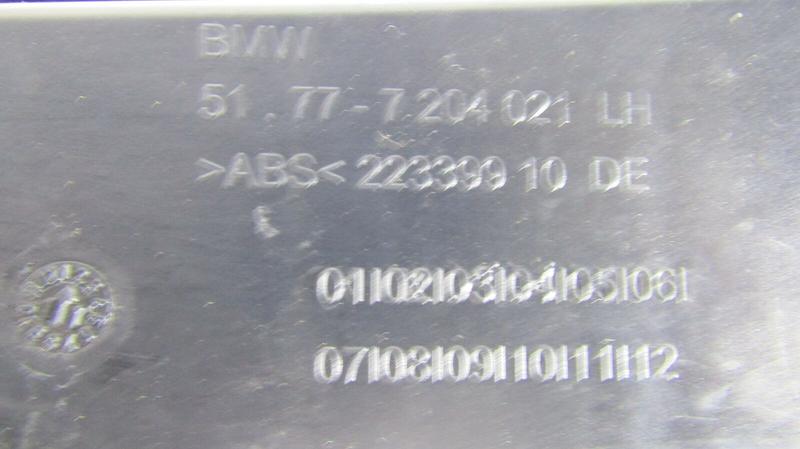 BMW
51.77-7 204 021 LH
>ABS< 223399 10 DE
01|02|03|04|05|06|
07|08|09|10|11|12